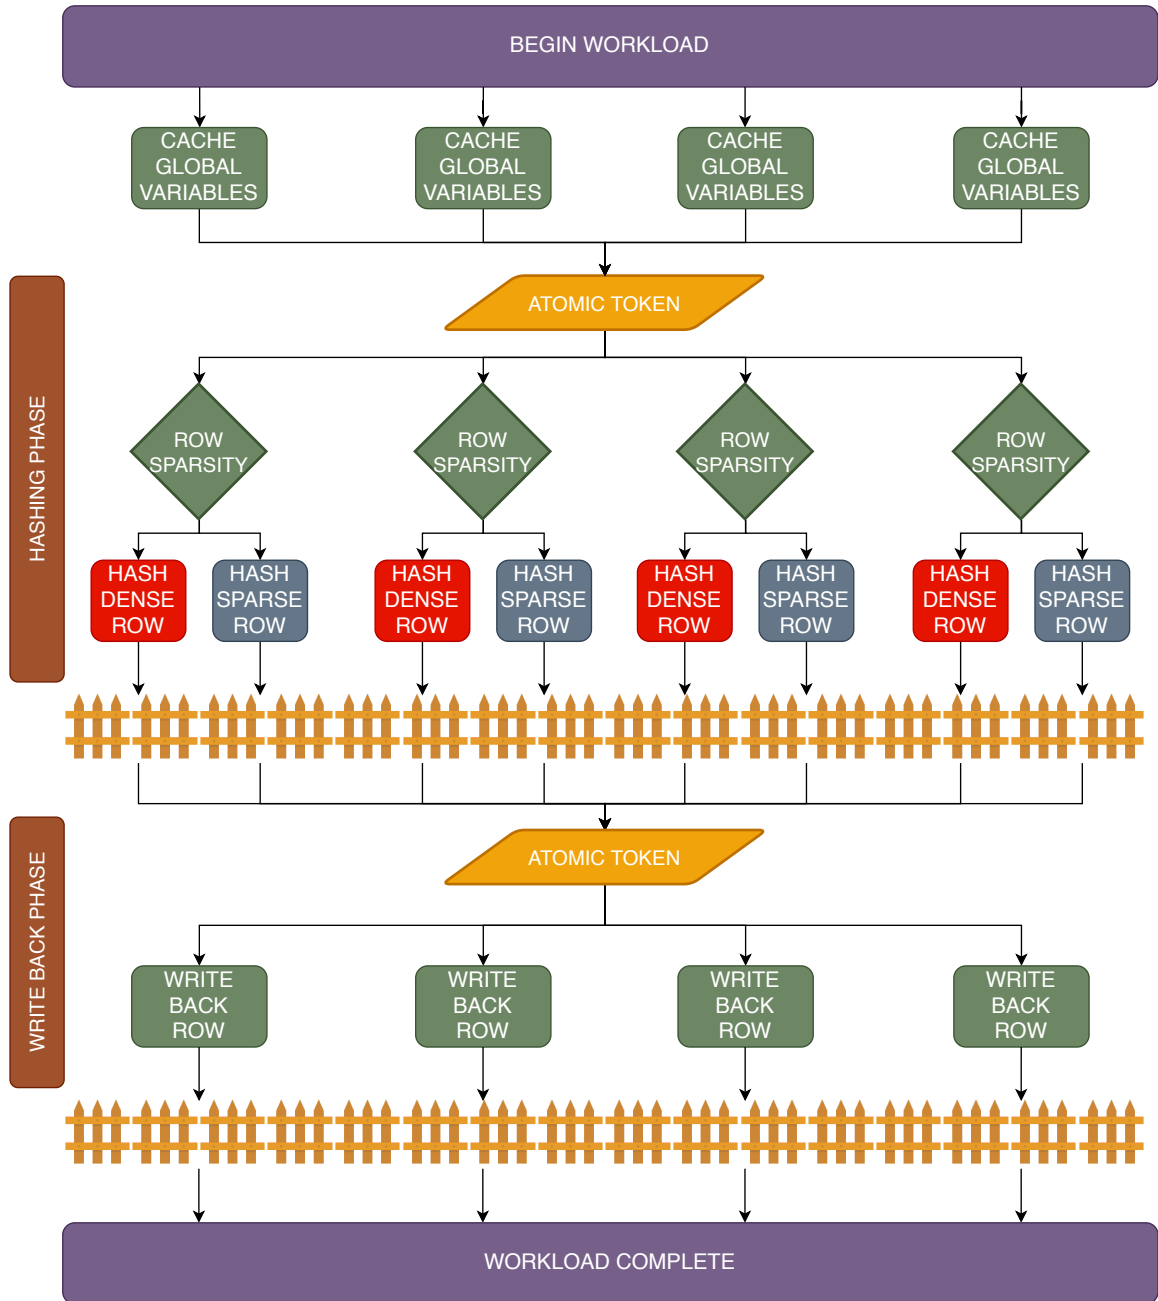 BEGIN WORKLOAD
CACHE
GLOBAL
VARIABLES
CACHE
GLOBAL
VARIABLES
CACHE
GLOBAL
VARIABLES
CACHE
GLOBAL
VARIABLES
HASHING PHASE
ATOMIC TOKEN
ROW
SPARSITY
ROW
SPARSITY
ROW
SPARSITY
ROW
SPARSITY
HASH
DENSE
ROW
HASH
SPARSE
ROW
HASH
DENSE
ROW
HASH
SPARSE
ROW
HASH
DENSE
ROW
HASH
SPARSE
ROW
HASH
DENSE
ROW
HASH
SPARSE
ROW
WRITE BACK PHASE
ATOMIC TOKEN
WRITE
BACK
ROW
WRITE
BACK
ROW
WRITE
BACK
ROW
WRITE
BACK
ROW
WORKLOAD COMPLETE